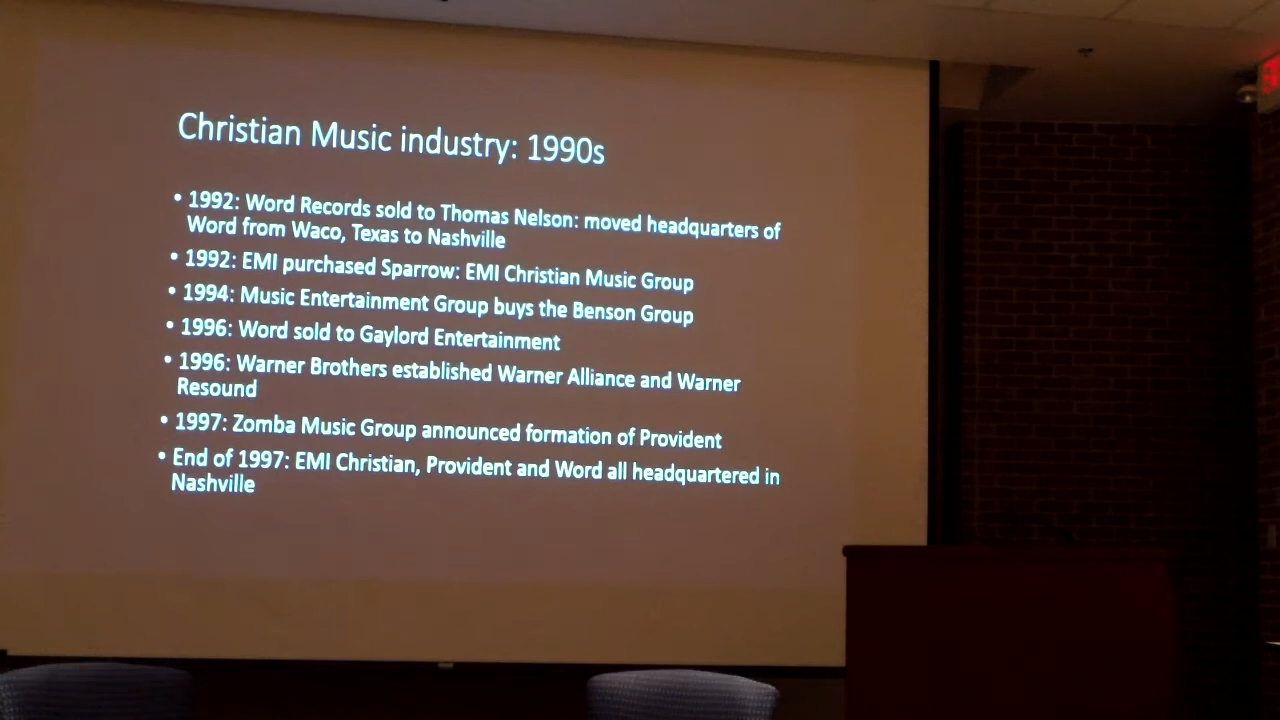 Christian Music industry: 1990s
• 1992: Word Records sold to Thomas Nelson: moved headquarters of
Word from Waco, Texas to Nashville
• 1992: EMI purchased Sparrow: EMI Christian Music Group
• 1994: Music Entertainment Group buys the Benson Group
• 1996: Word sold to Gaylord Entertainment
• 1996: Warner Brothers established Warner Alliance and Warner
Resound
• 1997: Zomba Music Group announced formation of Provident
• End of 1997: EMI Christian, Provident and Word all headquartered in
Nashville